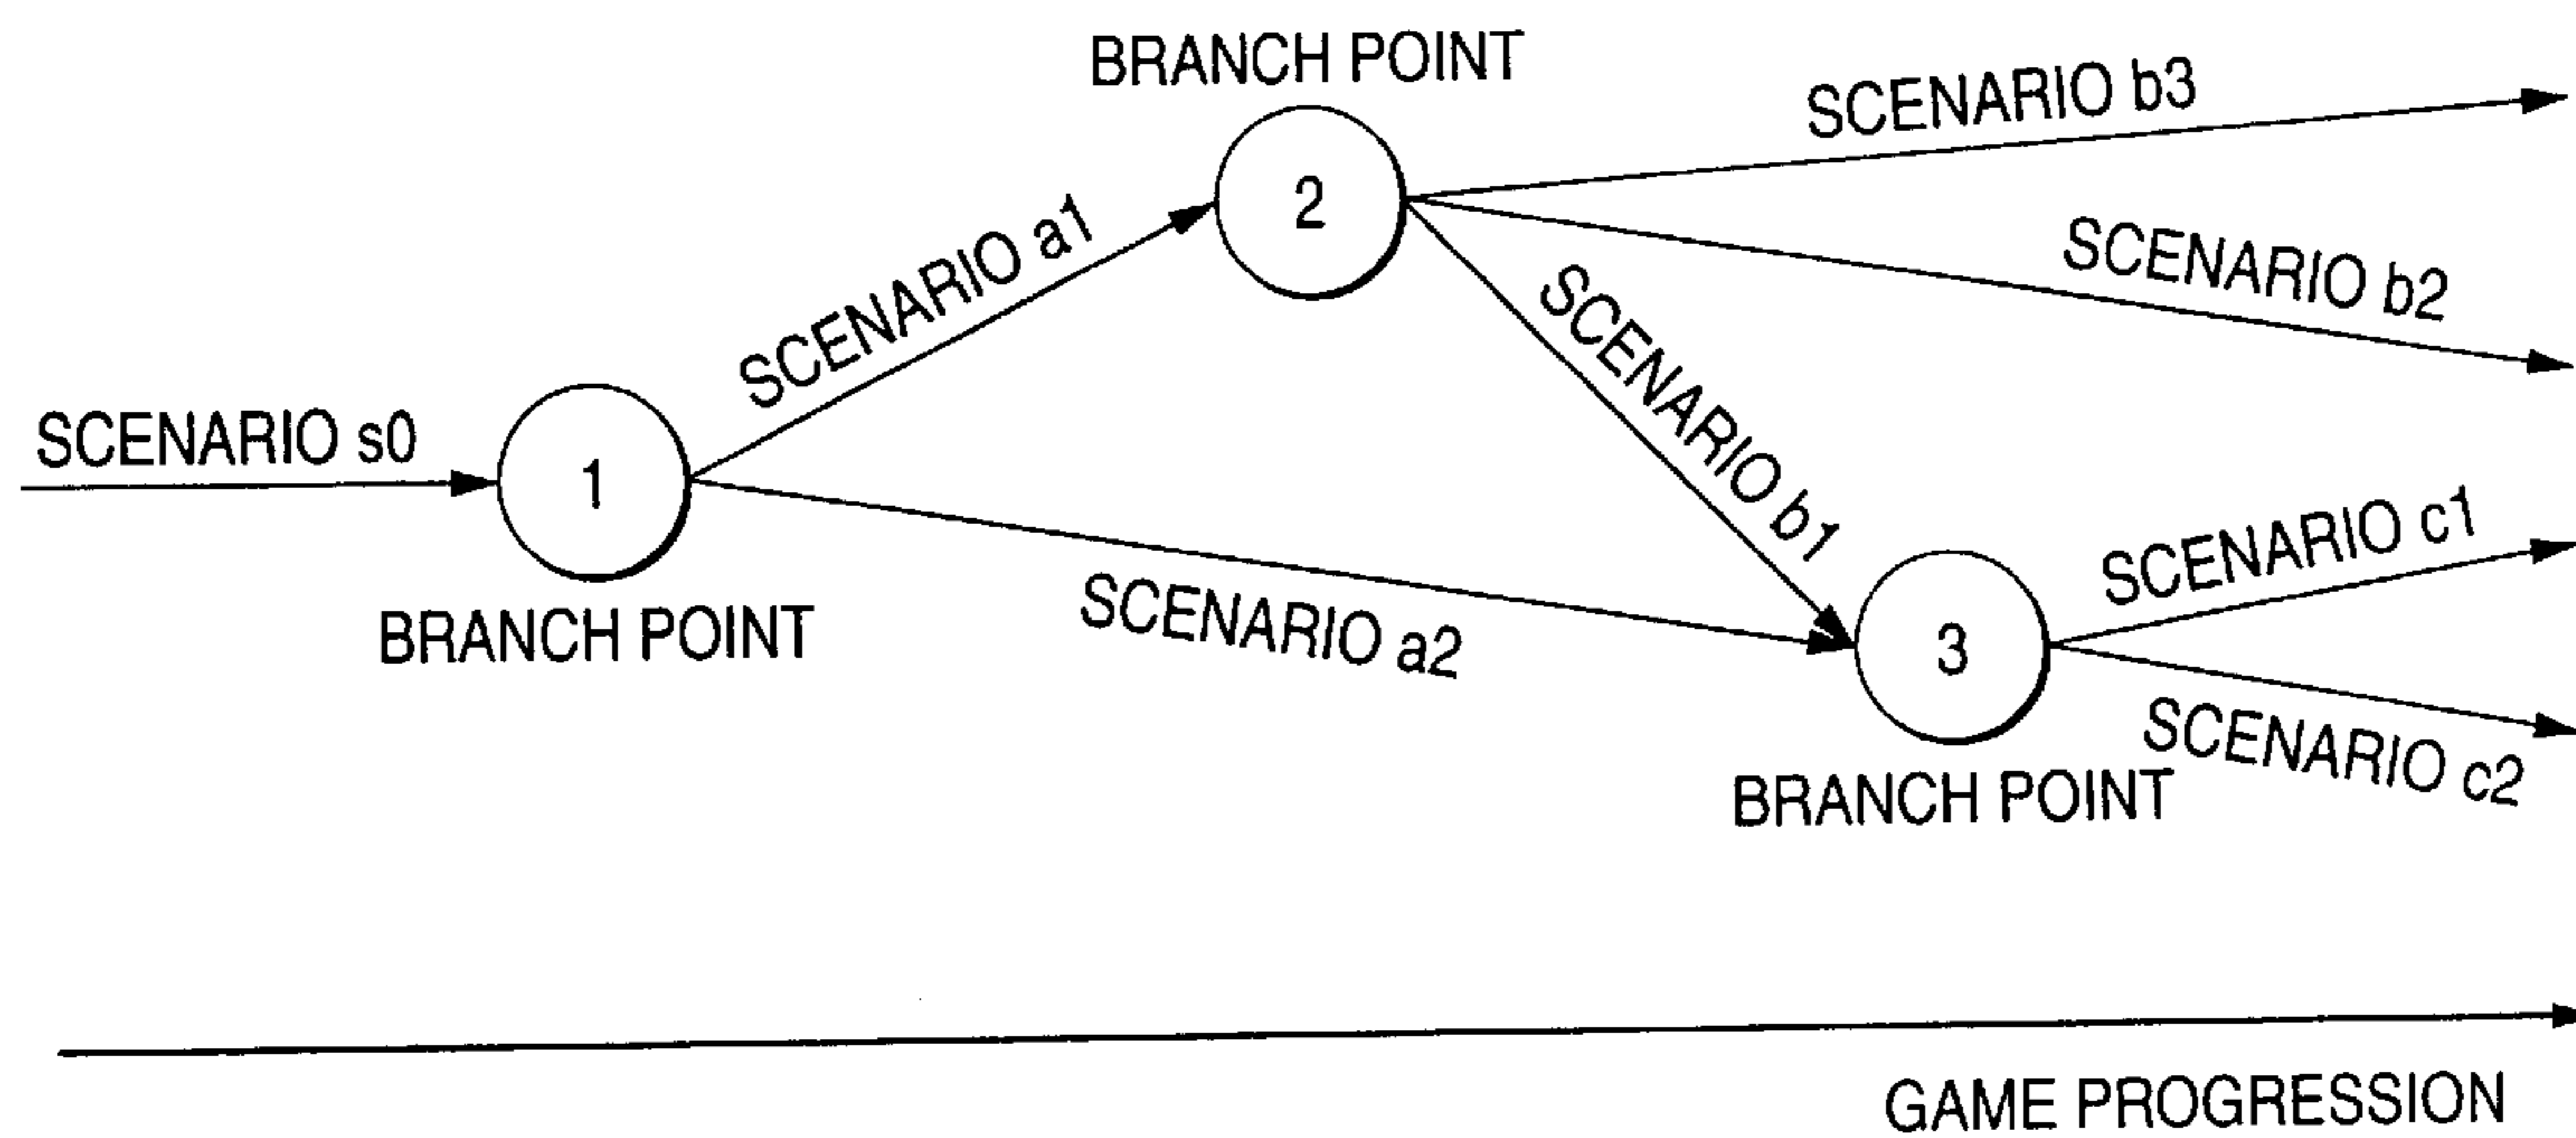 BRANCH POINT
2
SCENARIO b3
SCENARIO b2
SCENARIO a1
SCENARIO b1
SCENARIO s0
1
BRANCH POINT
SCENARIO a2
3
BRANCH POINT
SCENARIO c1
SCENARIO c2
GAME PROGRESSION